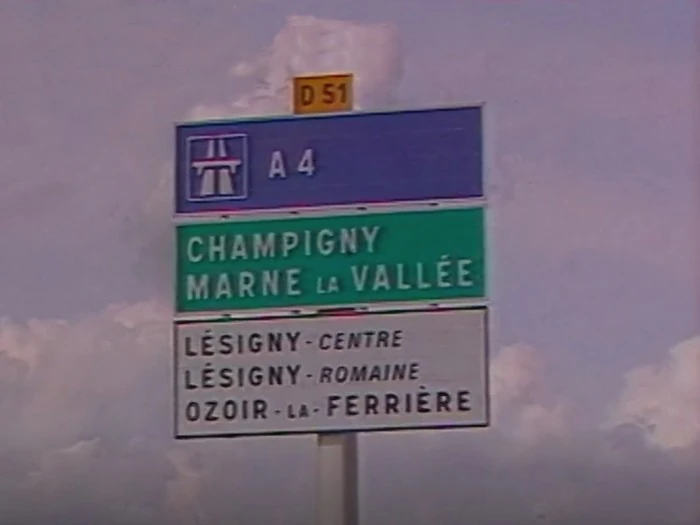 D 51
A 4
CHAMPIGNY
MARNE LA VALLÉE
LÉSIGNY-CENTRE
LÉSIGNY-ROMAINE
OZOIR-LA-FERRIÈRE